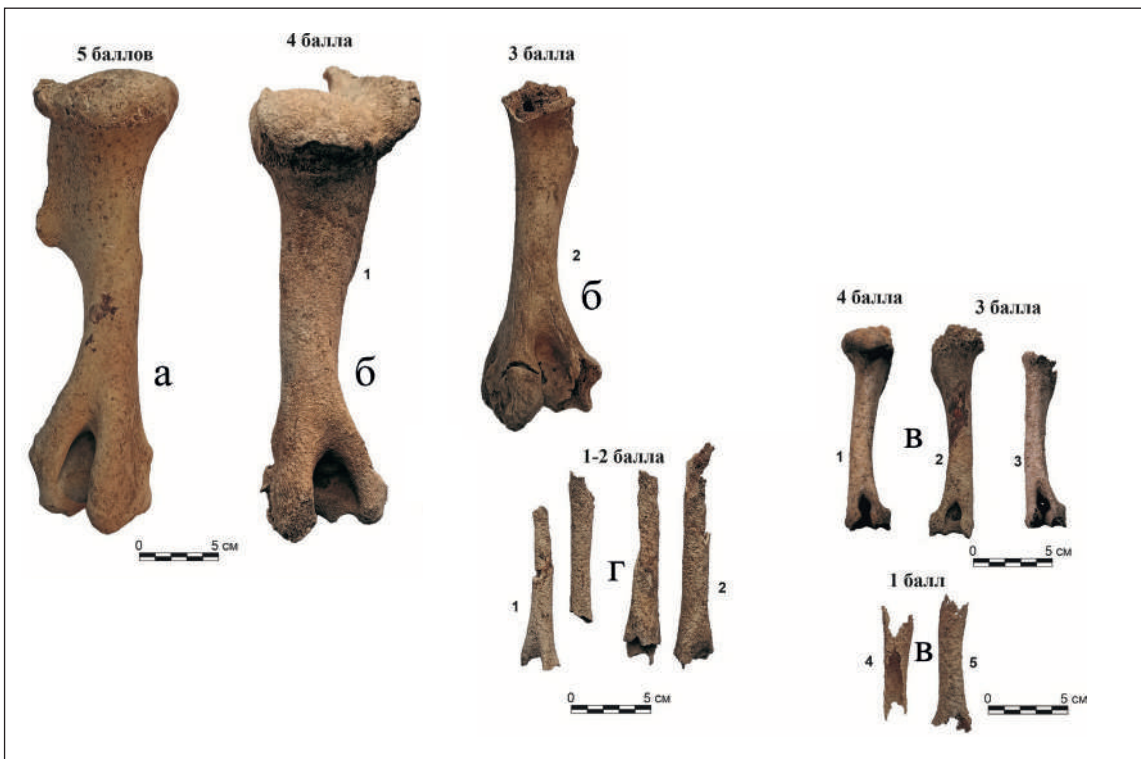 5 баллов
4 балла
3 балла
1
2
б
а
б
0 5 см
4 балла
3 балла
1
в
2
3
0 5 см
1-2 балла
1
г
2
0 5 см
1 балл
4
в
5
0 5 см